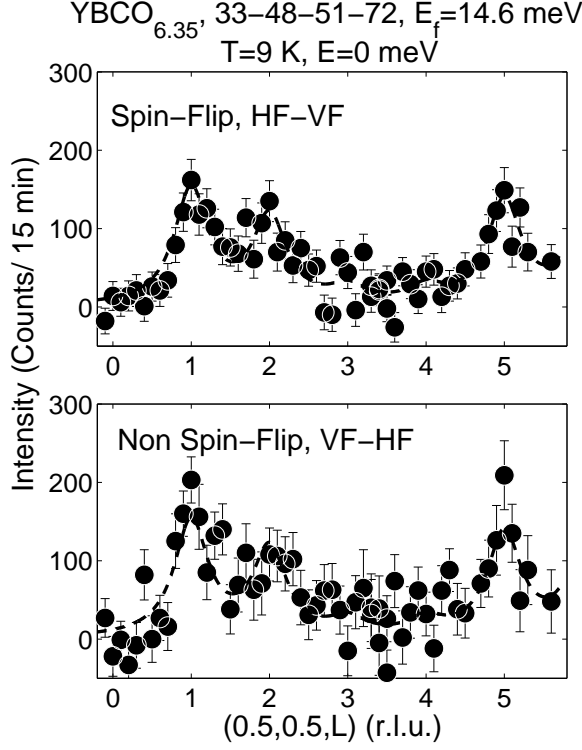 YBCO6.35, 33−48−51−72, Ef=14.6 meV
T=9 K, E=0 meV
300
Spin−Flip, HF−VF
200
100
0
0 1 2 3 4 5
Intensity (Counts/ 15 min)
300
Non Spin−Flip, VF−HF
200
100
0
0 1 2 3 4 5
(0.5,0.5,L) (r.l.u.)